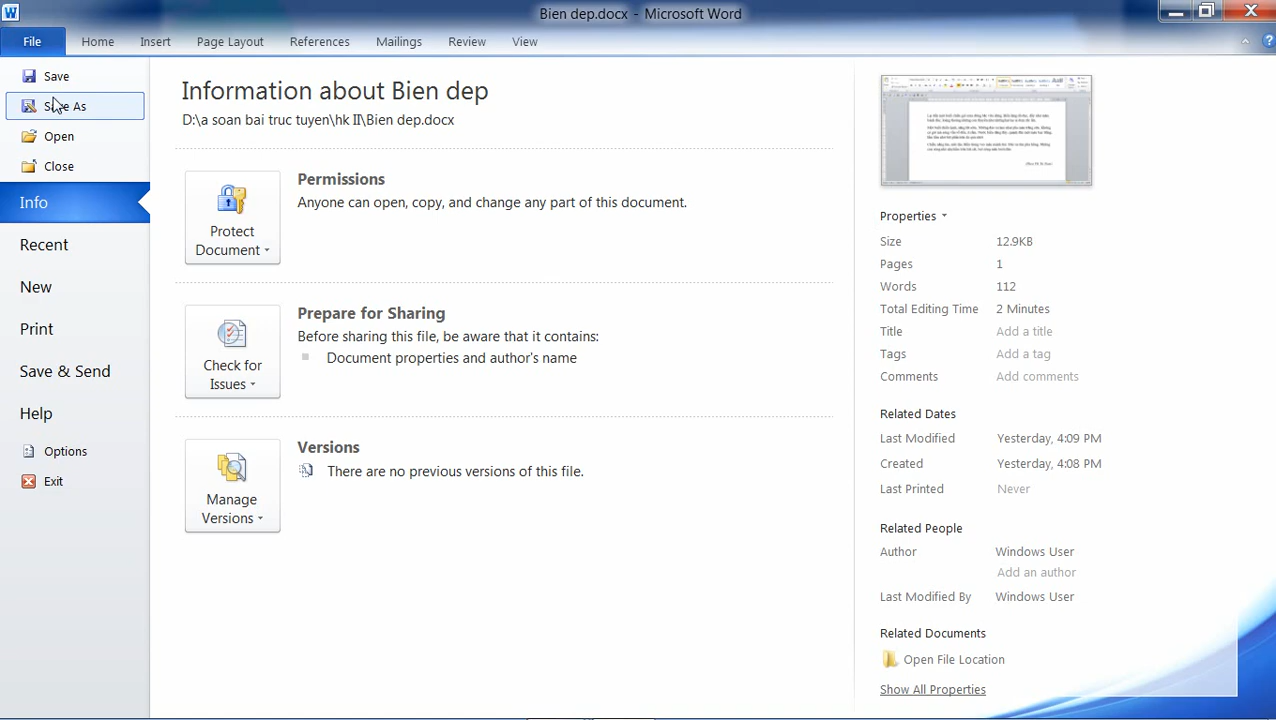 Bien dep.docx - Microsoft Word
File Home Insert Page Layout References Mailings Review View
Save
Save As
Open
Close
Info
Recent
New
Print
Save & Send
Help
Options
Exit
Information about Bien dep
D:\a soan bai truc tuyen\hk II\Bien dep.docx
Protect
Document
Permissions
Anyone can open, copy, and change any part of this document.
Check for
Issues
Prepare for Sharing
Before sharing this file, be aware that it contains:
Document properties and author's name
Manage
Versions
Versions
There are no previous versions of this file.
Properties
Size 12.9KB
Pages 1
Words 112
Total Editing Time 2 Minutes
Title Add a title
Tags Add a tag
Comments Add comments
Related Dates
Last Modified Yesterday, 4:09 PM
Created Yesterday, 4:08 PM
Last Printed Never
Related People
Author Windows User
Add an author
Last Modified By Windows User
Related Documents
Open File Location
Show All Properties